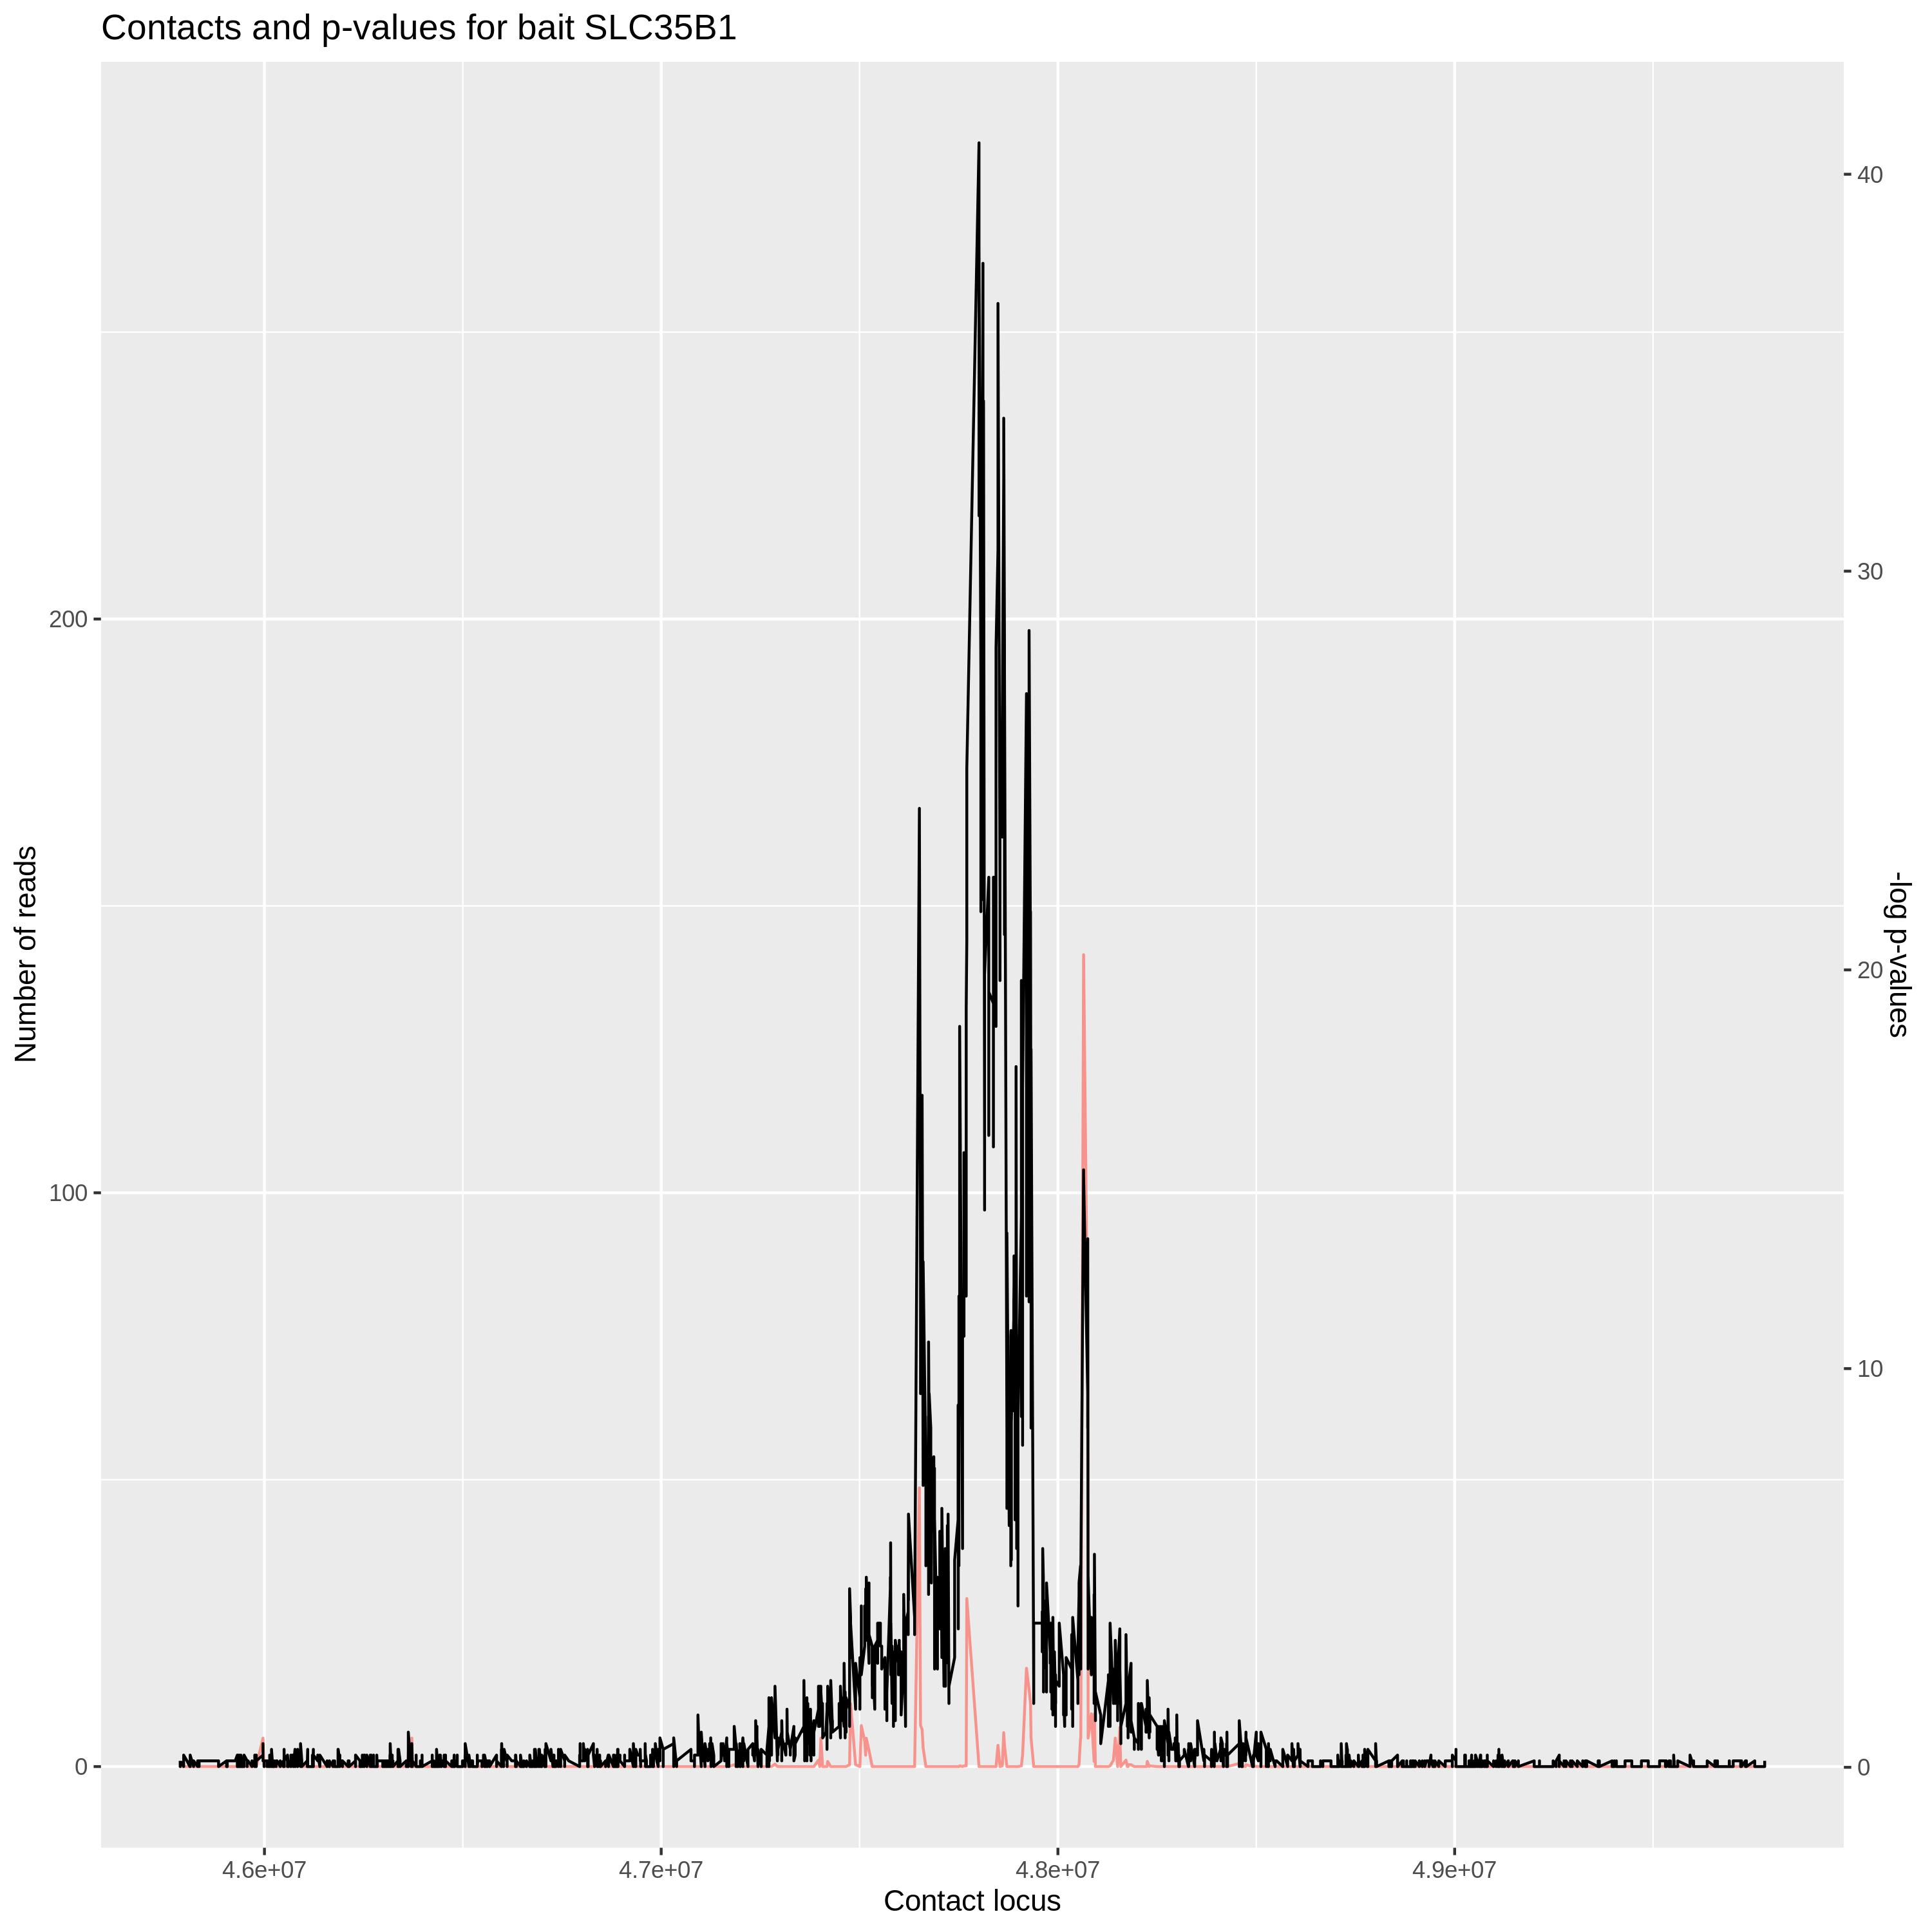 Contacts and p-values for bait SLC35B1
Number of reads
200
100
0
40
30
20
10
0
-log p-values
4.6e+07
4.7e+07
4.8e+07
4.9e+07
Contact locus